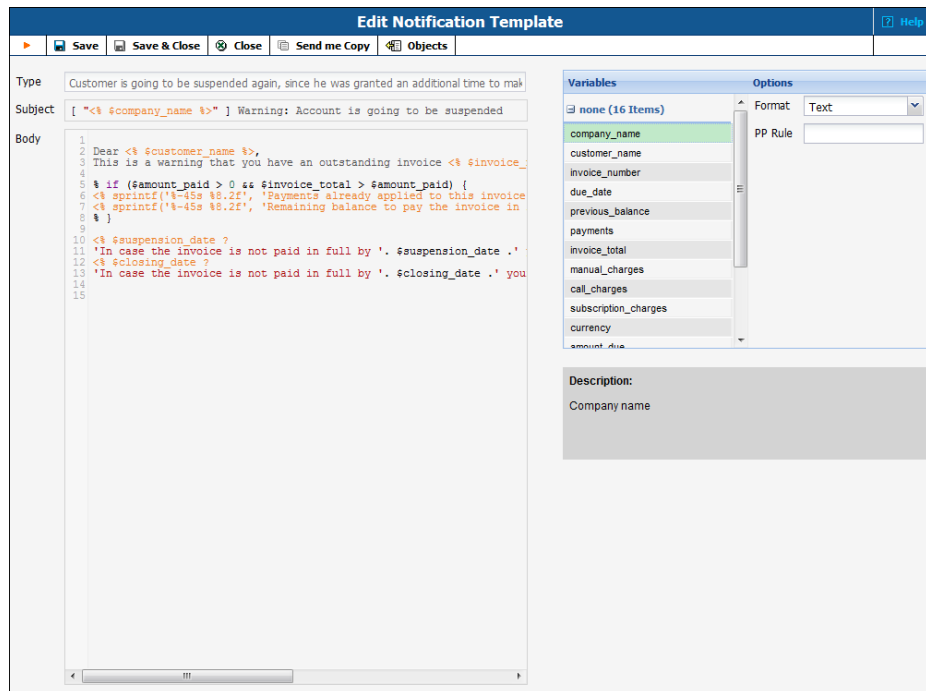 Edit Notification Template
? Help
Save Save & Close Close Send me Copy Objects
Type Customer is going to be suspended again, since he was granted an additional time to mak
Subject [ "<% $company_name %>" ] Warning: Account is going to be suspended
Body
1
2 Dear <% $customer_name %>,
3 This is a warning that you have an outstanding invoice <% $invoice_
4
5 % if ($amount_paid > 0 && $invoice_total > $amount_paid) {
6 <% sprintf('%-45s %8.2f', 'Payments already applied to this invoice
7 <% sprintf('%-45s %8.2f', 'Remaining balance to pay the invoice in
8 % }
9
10 <% $suspension_date ?
11 'In case the invoice is not paid in full by '. $suspension_date .'
12 <% $closing_date ?
13 'In case the invoice is not paid in full by '. $closing_date .' you
14
15
Variables
none (16 Items)
company_name
customer_name
invoice_number
due_date
previous_balance
payments
invoice_total
manual_charges
call_charges
subscription_charges
currency
amount_due
Options
Format Text
PP Rule
Description:
Company name